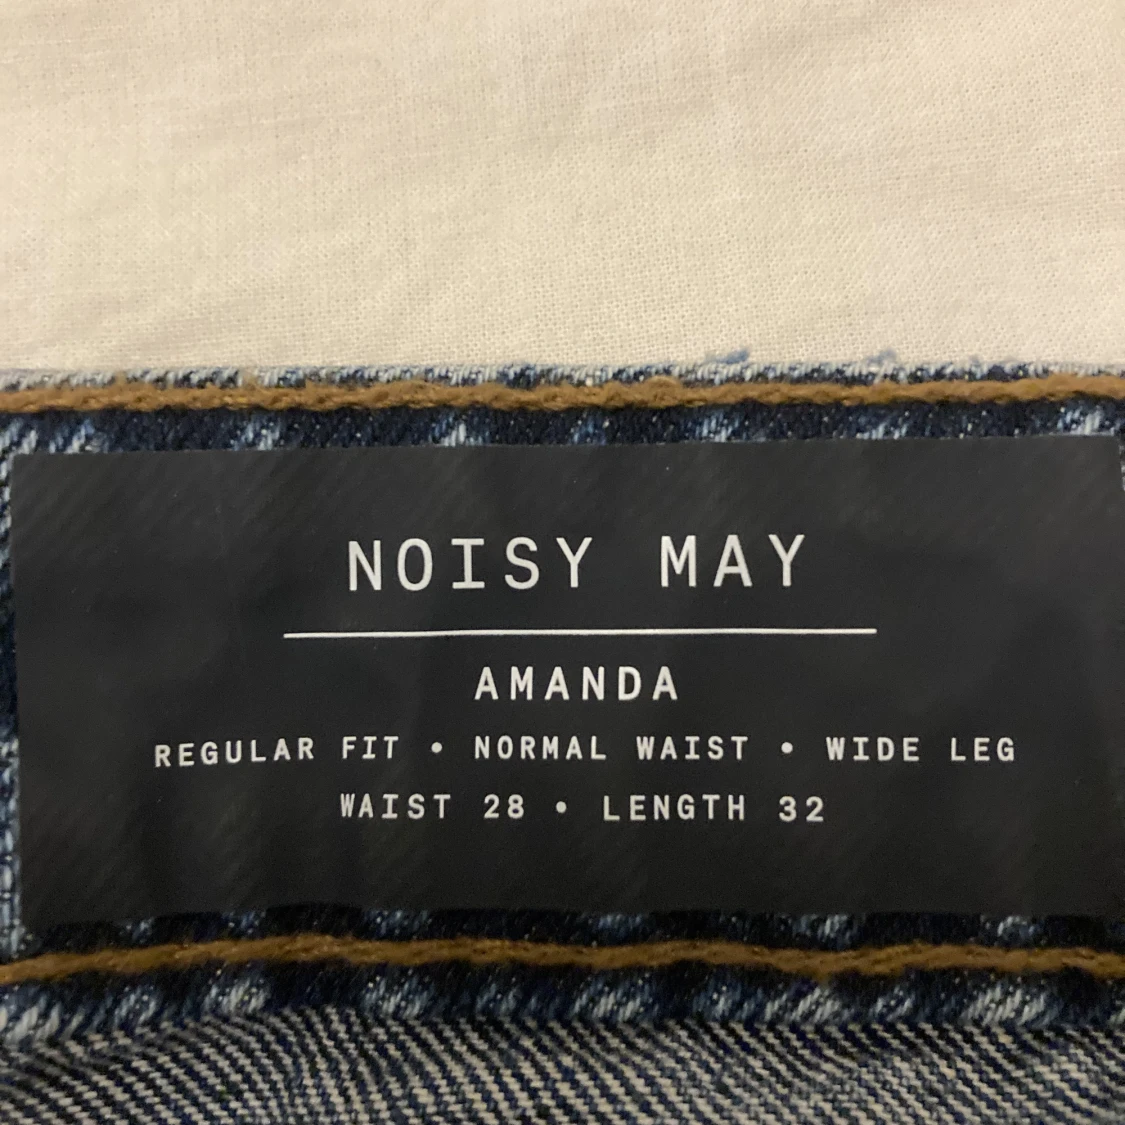 NOISY MAY
AMANDA
REGULAR FIT • NORMAL WAIST • WIDE LEG
WAIST 28 • LENGTH 32